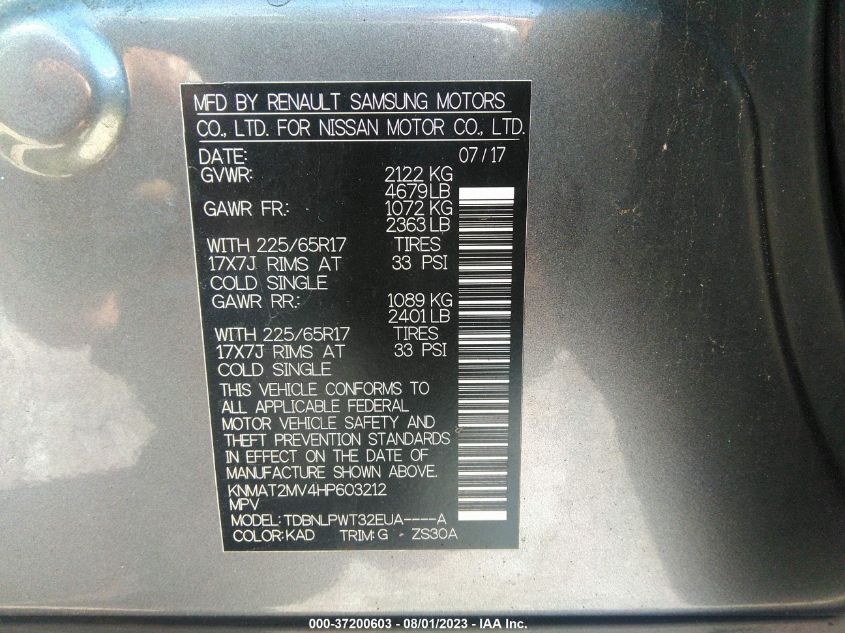 MFD BY RENAULT SAMSUNG MOTORS
CO., LTD. FOR NISSAN MOTOR CO., LTD.
DATE: 07/17
GVWR: 2122 KG
4679 LB
GAWR FR.: 1072 KG
2363 LB
WITH 225/65R17 TIRES
17X7J RIMS AT 33 PSI
COLD SINGLE
GAWR RR.: 1089 KG
2401 LB
WITH 225/65R17 TIRES
17X7J RIMS AT 33 PSI
COLD SINGLE
THIS VEHICLE CONFORMS TO
ALL APPLICABLE FEDERAL
MOTOR VEHICLE SAFETY AND
THEFT PREVENTION STANDARDS
IN EFFECT ON THE DATE OF
MANUFACTURE SHOWN ABOVE.
KNMAT2MV4HP603212
MPV
MODEL: TDBNLPWT32EUA----A
COLOR: KAD TRIM: G - ZS30A
000-37200603 - 08/01/2023 - IAA Inc.